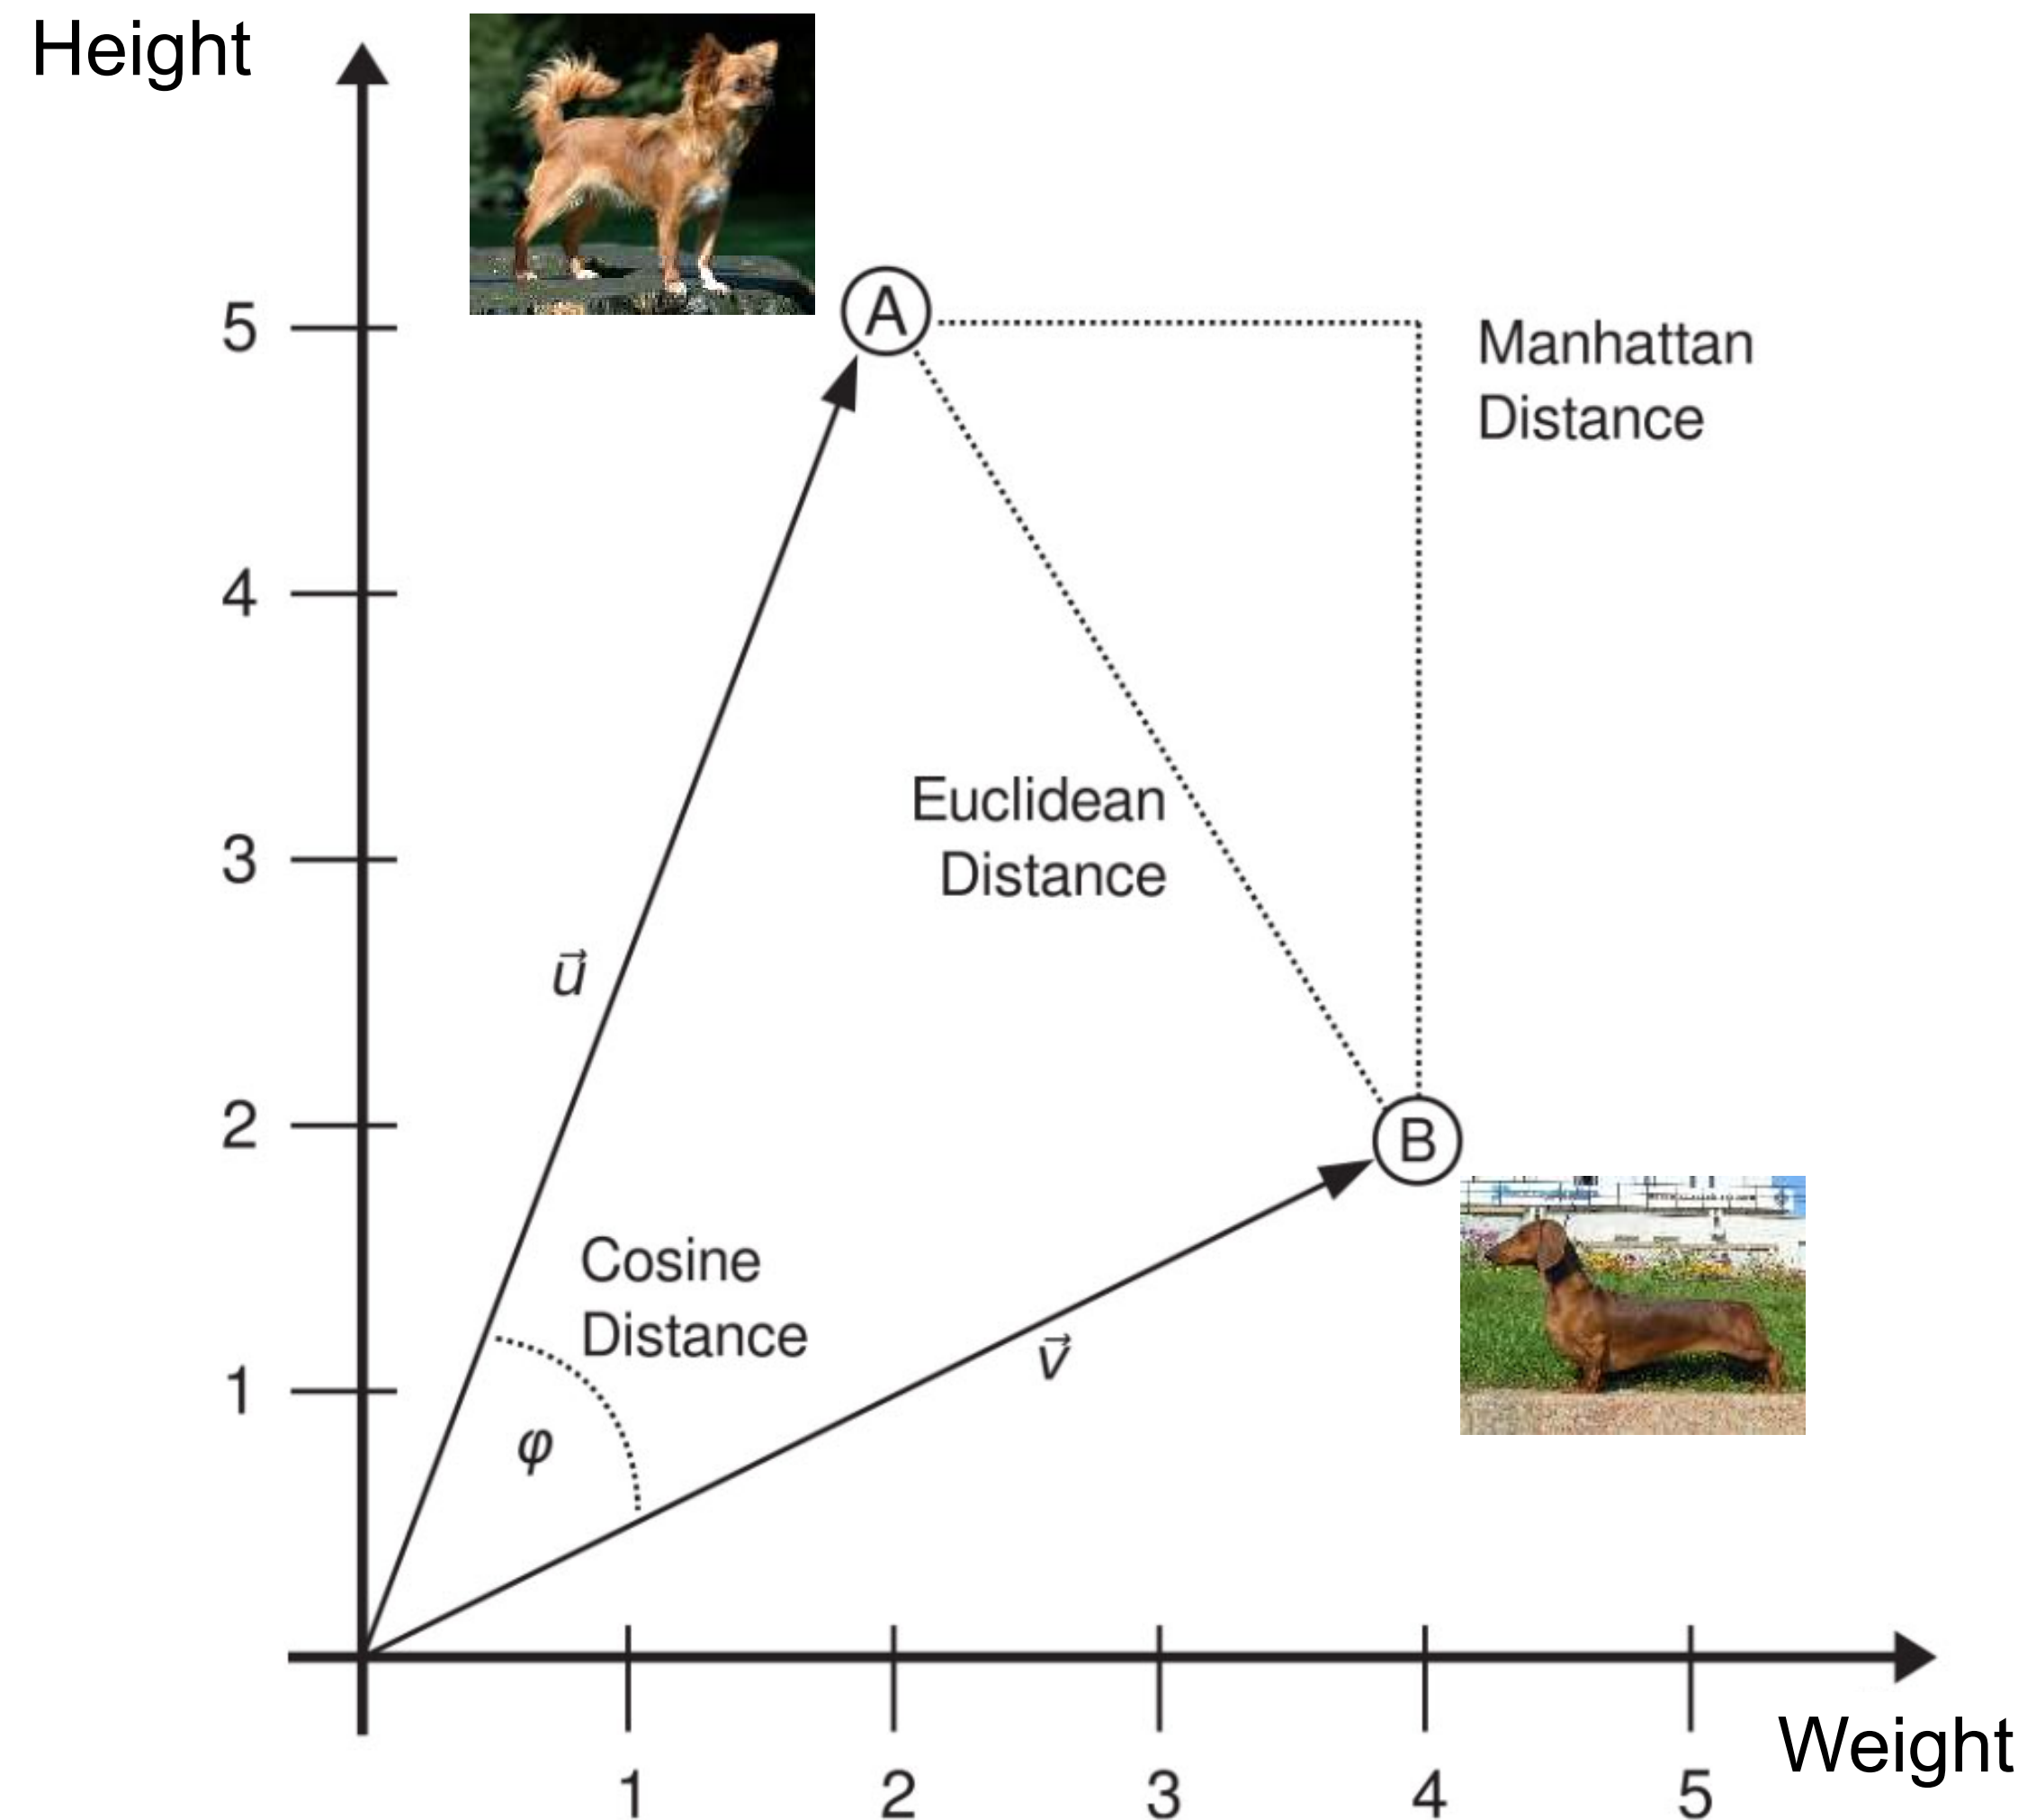 Height
A
5
Manhattan
Distance
4
Euclidean
Distance
3
u⃗
2
B
Cosine
Distance
v⃗
1
φ
Weight
1 2 3 4 5